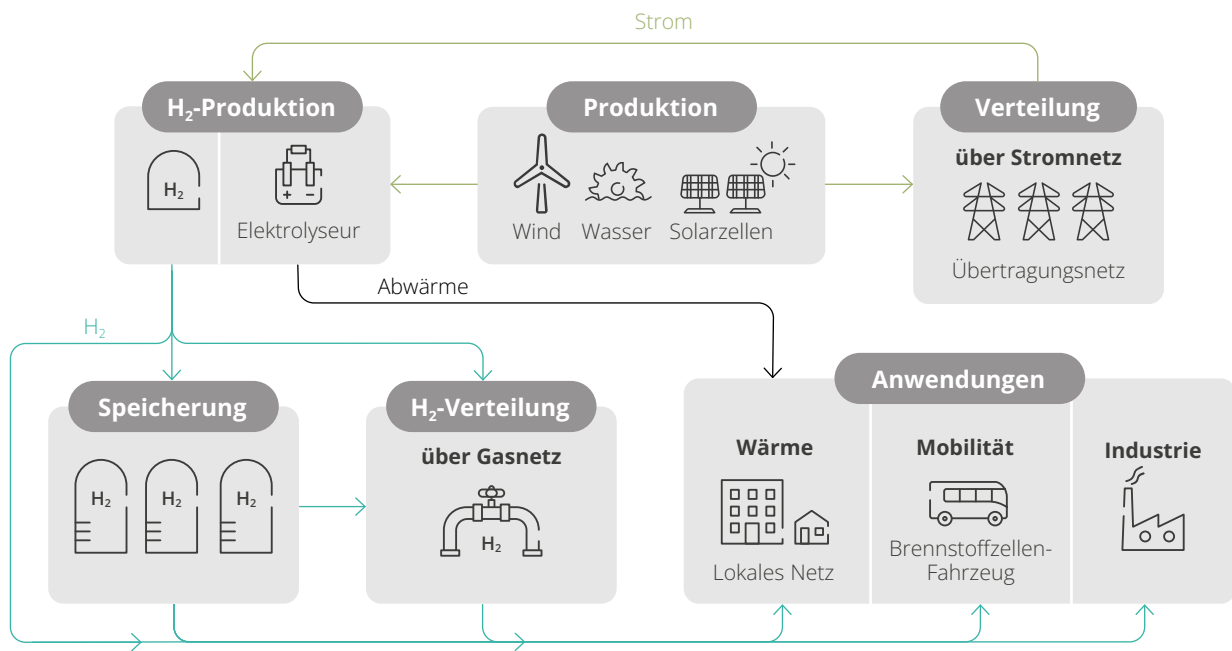 Strom
H₂-Produktion
Produktion
Verteilung
über Stromnetz
H₂
Elektrolyseur
Wind
Wasser
Solarzellen
Übertragungsnetz
Abwärme
H₂
Speicherung
H₂-Verteilung
Anwendungen
über Gasnetz
Wärme
Mobilität
Industrie
H₂
H₂
H₂
H₂
Lokales Netz
Brennstoffzellen-
Fahrzeug